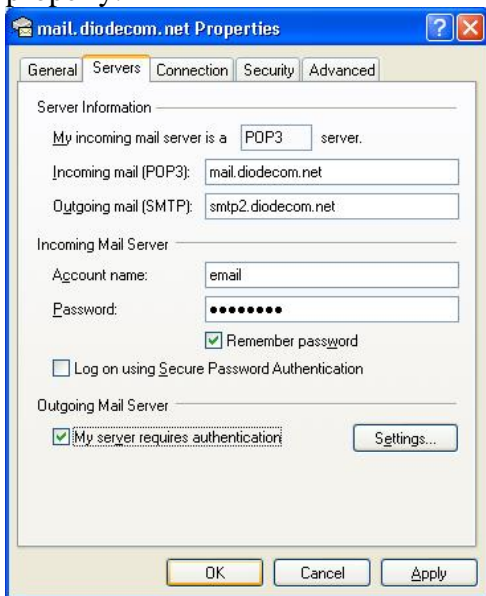 property.
mail.diodecom.net Properties
General Servers Connection Security Advanced
Server Information
My incoming mail server is a POP3 server.
Incoming mail (POP3): mail.diodecom.net
Outgoing mail (SMTP): smtp2.diodecom.net
Incoming Mail Server
Account name: email
Password: ●●●●●●●●
Remember password
Log on using Secure Password Authentication
Outgoing Mail Server
My server requires authentication Settings...
OK Cancel Apply